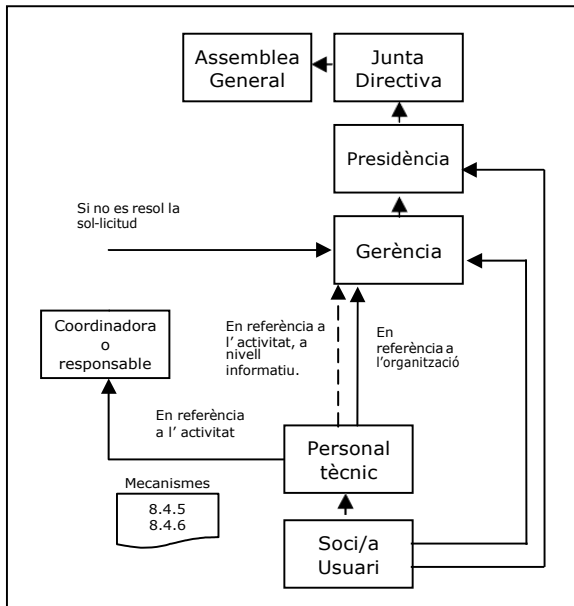 Assemblea
General
Junta
Directiva
Presidència
Si no es resol la
sol·licitud
Gerència
Coordinadora
o
responsable
En referència a
l' activitat, a
nivell
informatiu.
En
referència a
l'organització
En referència
a l' activitat
Personal
tècnic
Mecanismes
8.4.5
8.4.6
Soci/a
Usuari